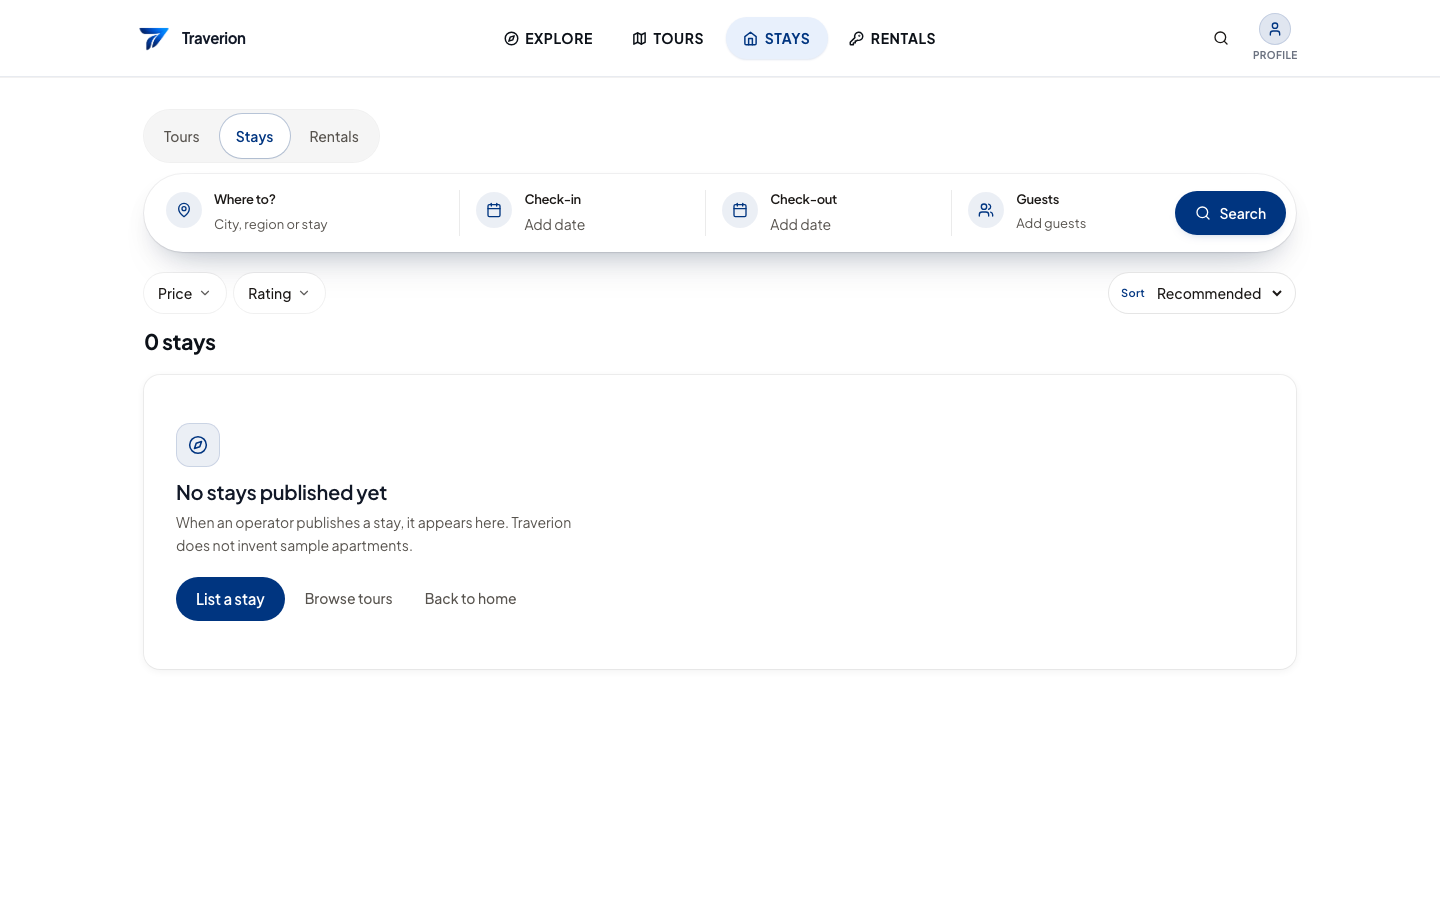 Traverion
EXPLORE
TOURS
STAYS
RENTALS
PROFILE
Tours
Stays
Rentals
Where to?
City, region or stay
Check-in
Add date
Check-out
Add date
Guests
Add guests
Search
Price
Rating
Sort
Recommended
0 stays
No stays published yet
When an operator publishes a stay, it appears here. Traverion
does not invent sample apartments.
List a stay
Browse tours
Back to home